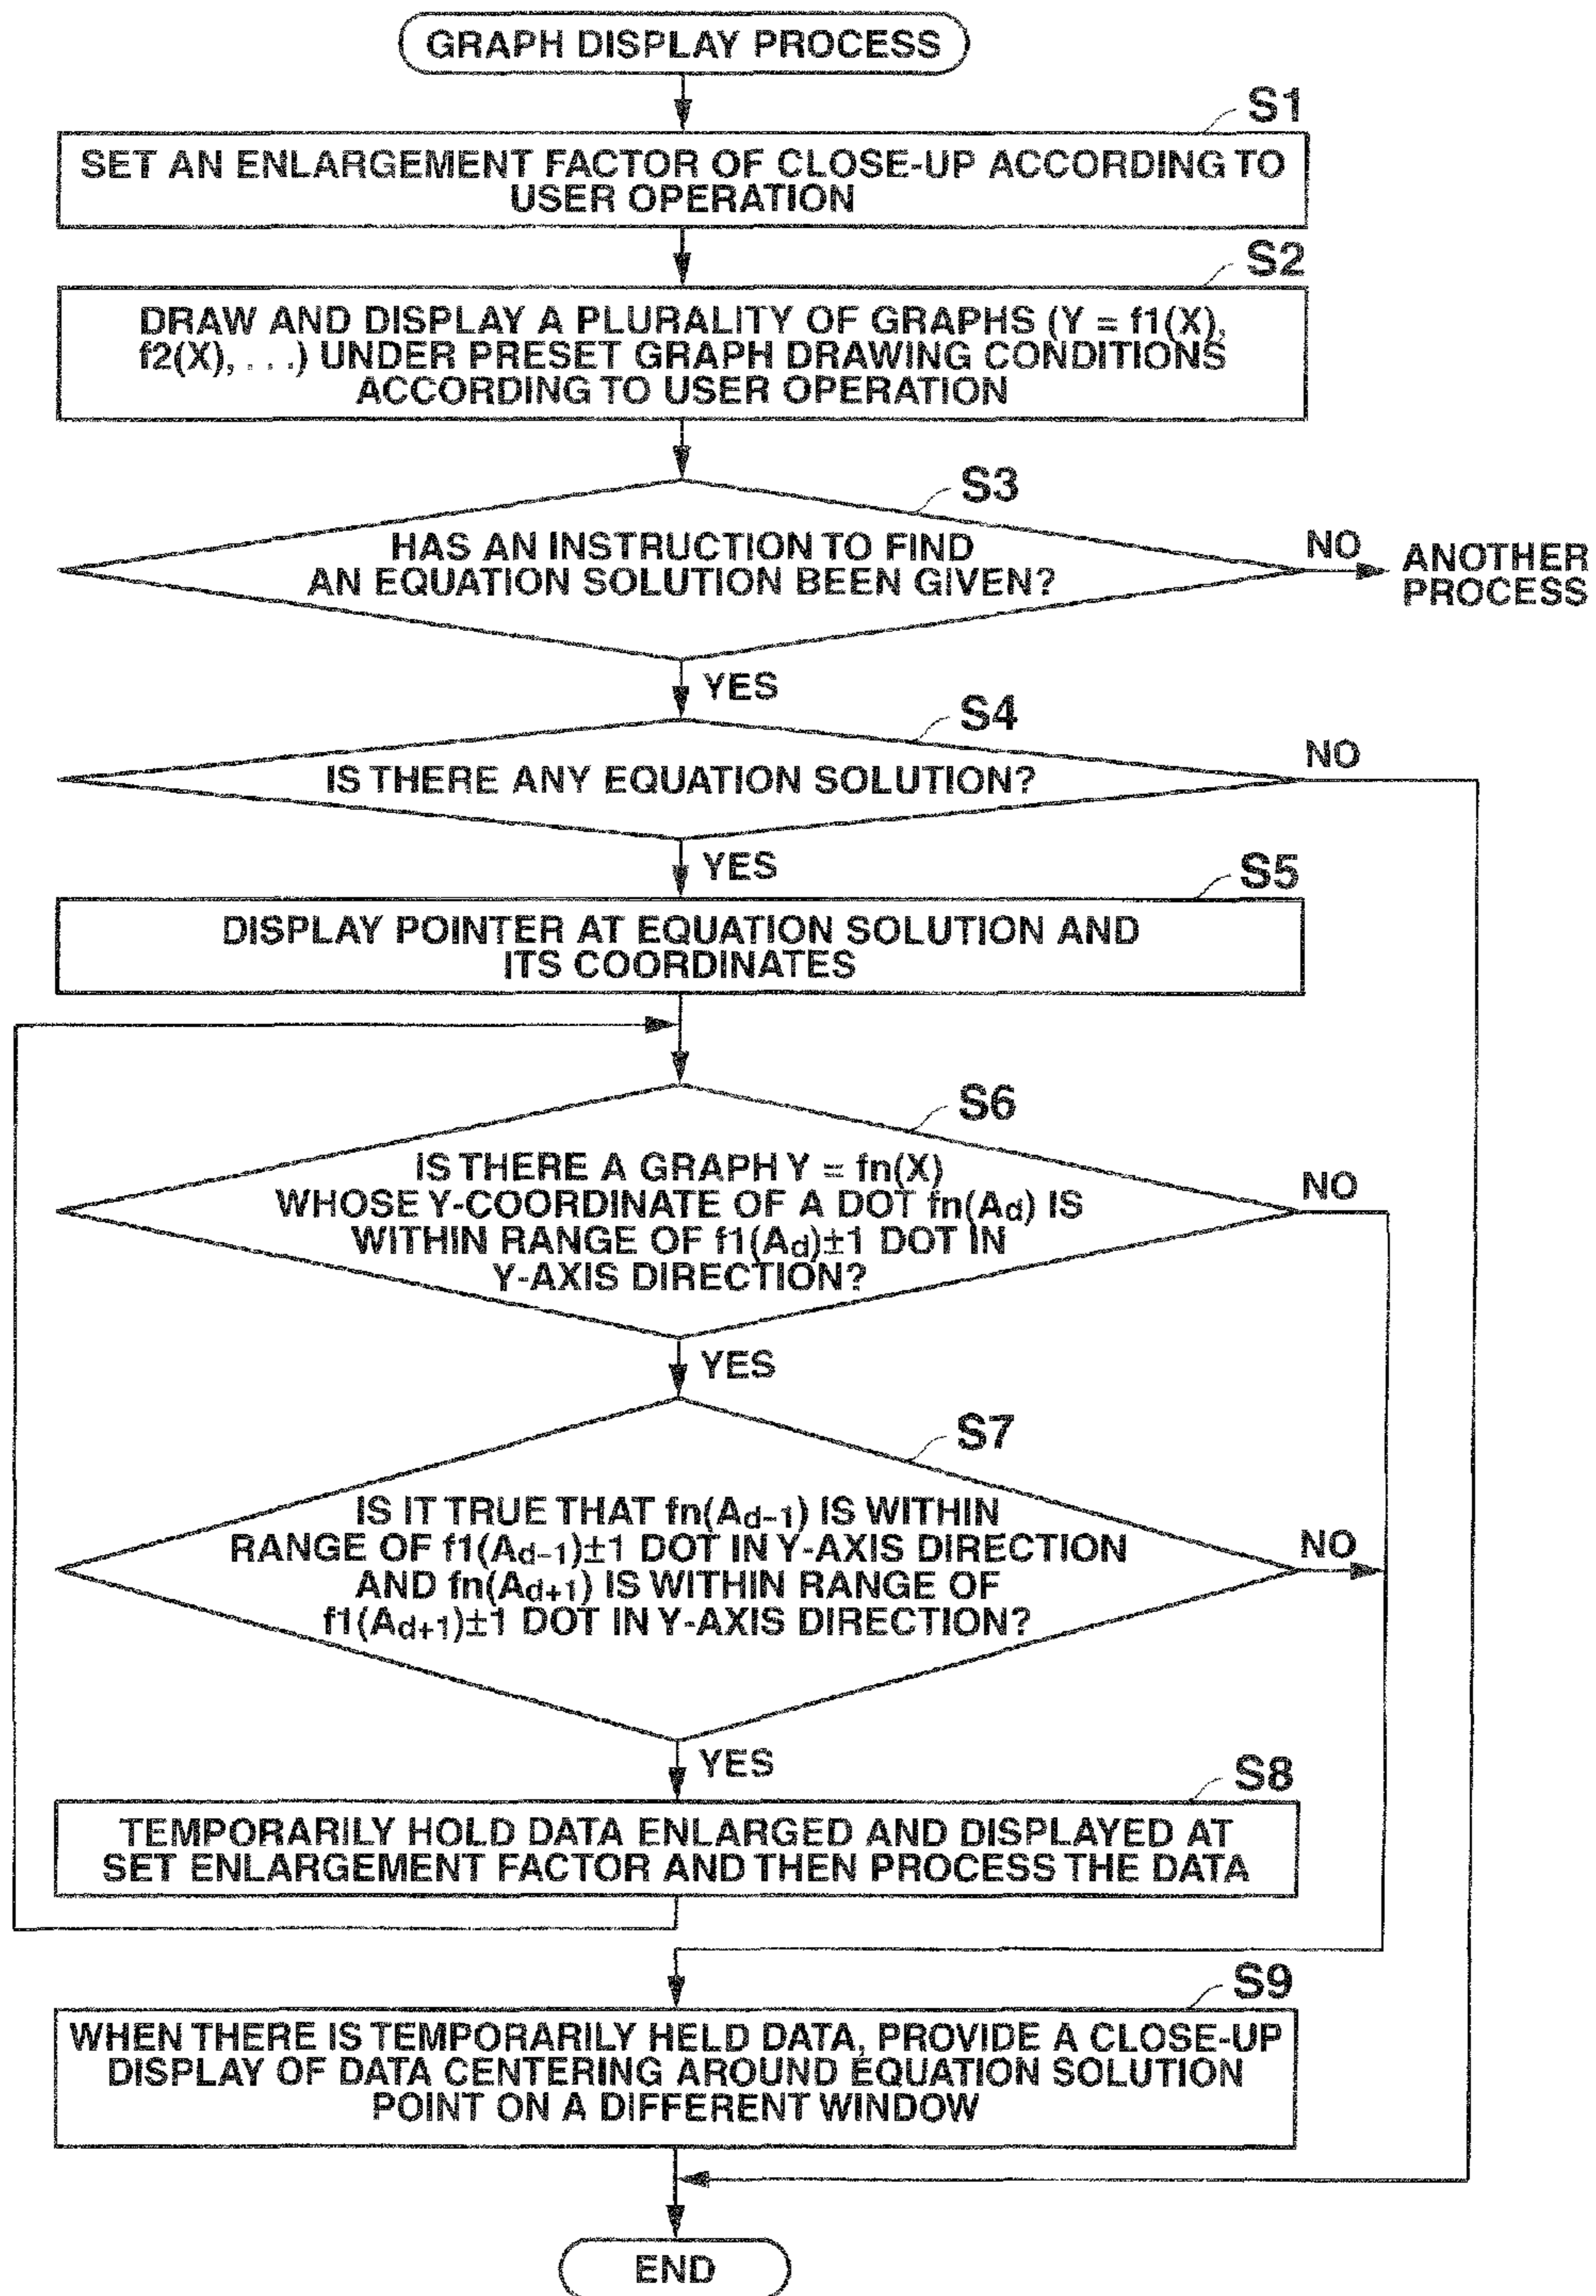 GRAPH DISPLAY PROCESS
S1
SET AN ENLARGEMENT FACTOR OF CLOSE-UP ACCORDING TO
USER OPERATION
S2
DRAW AND DISPLAY A PLURALITY OF GRAPHS (Y = f1(X),
f2(X), . . .) UNDER PRESET GRAPH DRAWING CONDITIONS
ACCORDING TO USER OPERATION
S3
HAS AN INSTRUCTION TO FIND
AN EQUATION SOLUTION BEEN GIVEN?
NO
ANOTHER
PROCESS
YES
S4
IS THERE ANY EQUATION SOLUTION?
NO
YES
S5
DISPLAY POINTER AT EQUATION SOLUTION AND
ITS COORDINATES
S6
IS THERE A GRAPH Y = fn(X)
WHOSE Y-COORDINATE OF A DOT fn(Ad) IS
WITHIN RANGE OF f1(Ad)±1 DOT IN
Y-AXIS DIRECTION?
NO
YES
S7
IS IT TRUE THAT fn(Ad-1) IS WITHIN
RANGE OF f1(Ad-1)±1 DOT IN Y-AXIS DIRECTION
AND fn(Ad+1) IS WITHIN RANGE OF
f1(Ad+1)±1 DOT IN Y-AXIS DIRECTION?
NO
YES
S8
TEMPORARILY HOLD DATA ENLARGED AND DISPLAYED AT
SET ENLARGEMENT FACTOR AND THEN PROCESS THE DATA
S9
WHEN THERE IS TEMPORARILY HELD DATA, PROVIDE A CLOSE-UP
DISPLAY OF DATA CENTERING AROUND EQUATION SOLUTION
POINT ON A DIFFERENT WINDOW
END